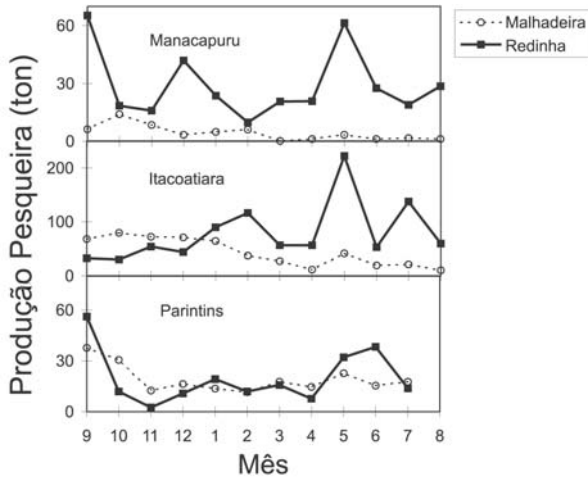 Malhadeira
Redinha
Produção Pesqueira (ton)
60
30
0
Manacapuru
200
100
0
Itacoatiara
60
30
0
Parintins
9 10 11 12 1 2 3 4 5 6 7 8
Mês